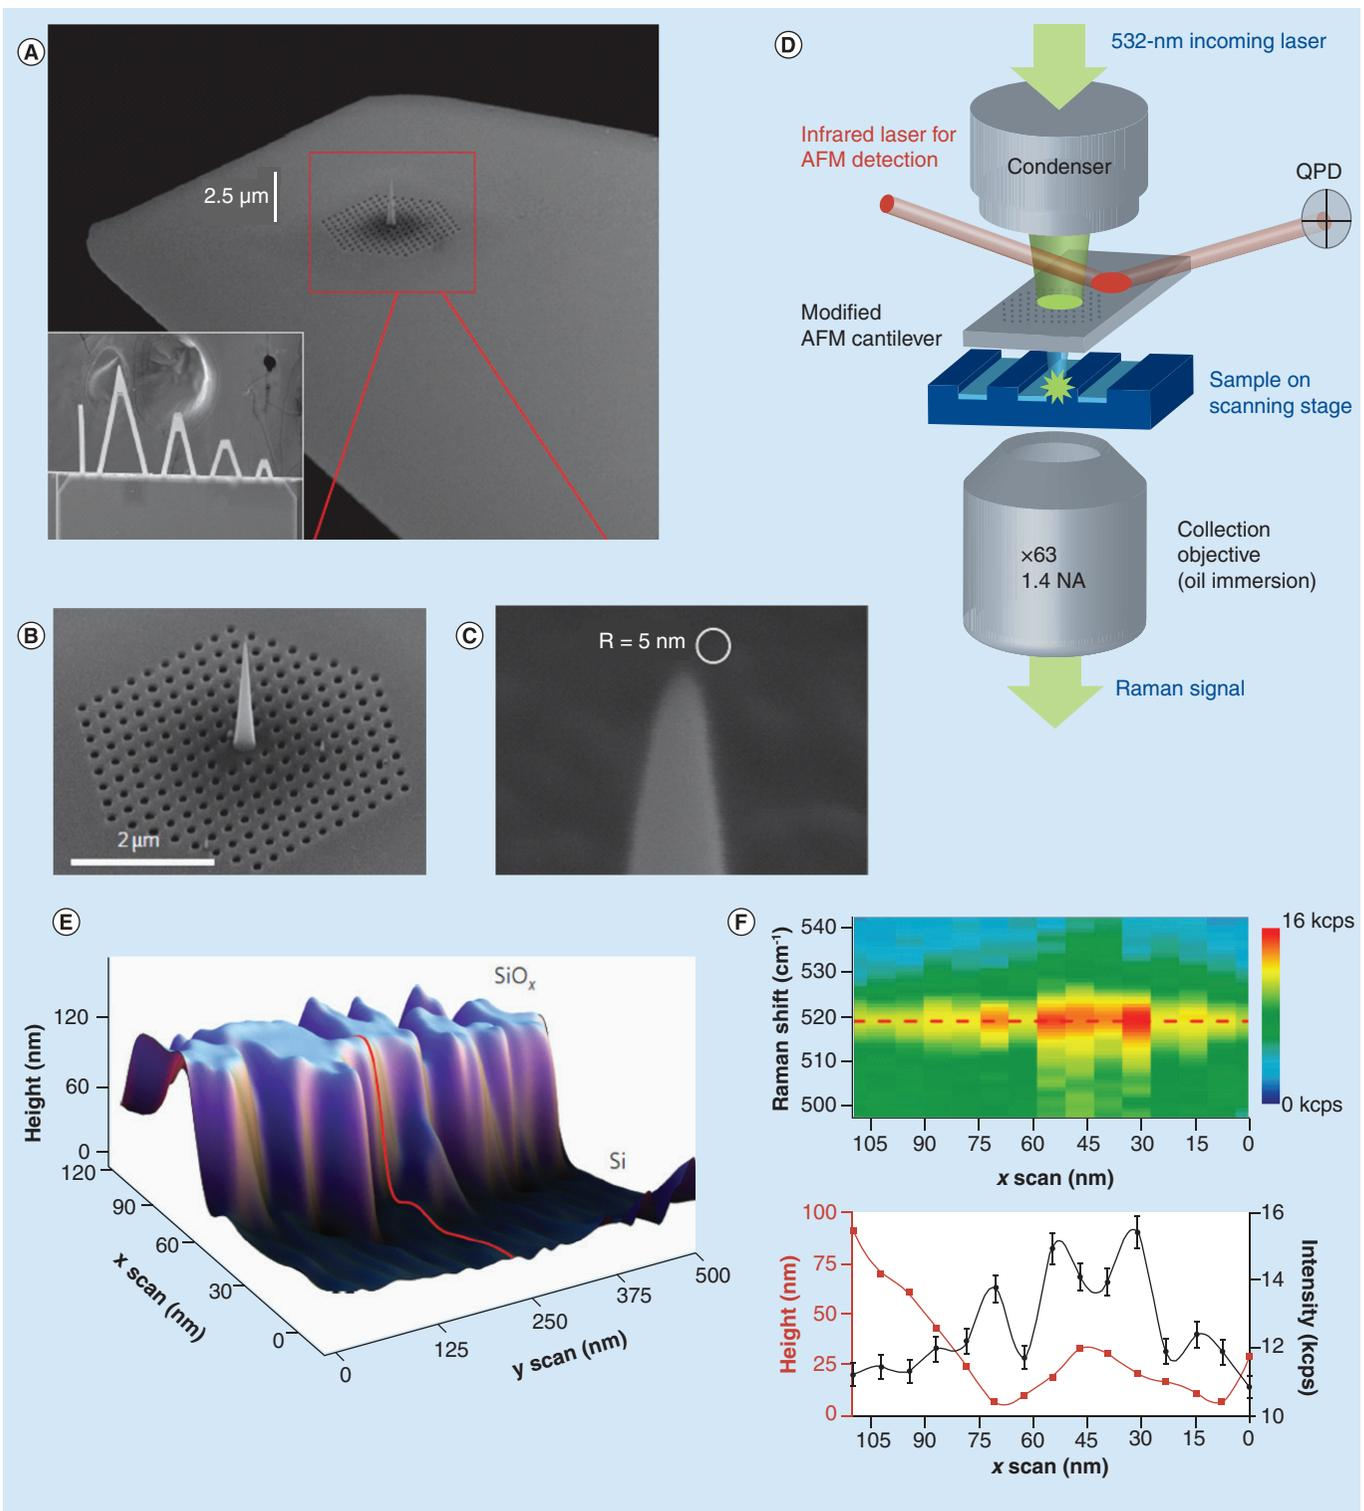 A
2.5 µm
B
2 µm
C
R = 5 nm
D
532-nm incoming laser
Infrared laser for
AFM detection
Condenser
QPD
Modified
AFM cantilever
Sample on
scanning stage
×63
1.4 NA
Collection
objective
(oil immersion)
Raman signal
E
SiOx
Si
Height (nm)
120
60
0
120
90
60
30
0
x scan (nm)
0
125
250
375
500
y scan (nm)
F
540
530
520
510
500
Raman shift (cm-1)
16 kcps
0 kcps
105 90 75 60 45 30 15 0
x scan (nm)
100
75
50
25
0
Height (nm)
16
14
12
10
Intensity (kcps)
105 90 75 60 45 30 15 0
x scan (nm)